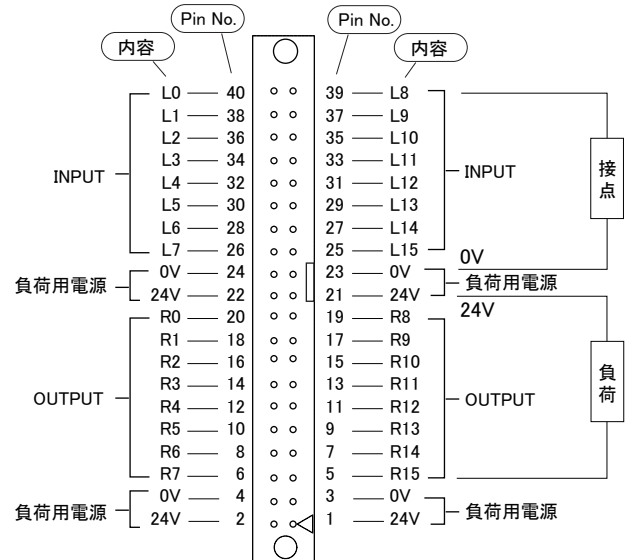 Pin No. Pin No.
内容 内容
L0 40 39 L8
L1 38 37 L9
L2 36 35 L10
L3 34 33 L11
INPUT L4 32 31 L12 INPUT 接点
L5 30 29 L13
L6 28 27 L14
L7 26 25 L15
0V
負荷用電源 0V 24 23 0V 負荷用電源
24V 22 21 24V
24V
R0 20 19 R8
R1 18 17 R9
R2 16 15 R10
R3 14 13 R11
OUTPUT R4 12 11 R12 OUTPUT 負荷
R5 10 9 R13
R6 8 7 R14
R7 6 5 R15
負荷用電源 0V 4 3 0V 負荷用電源
24V 2 1 24V